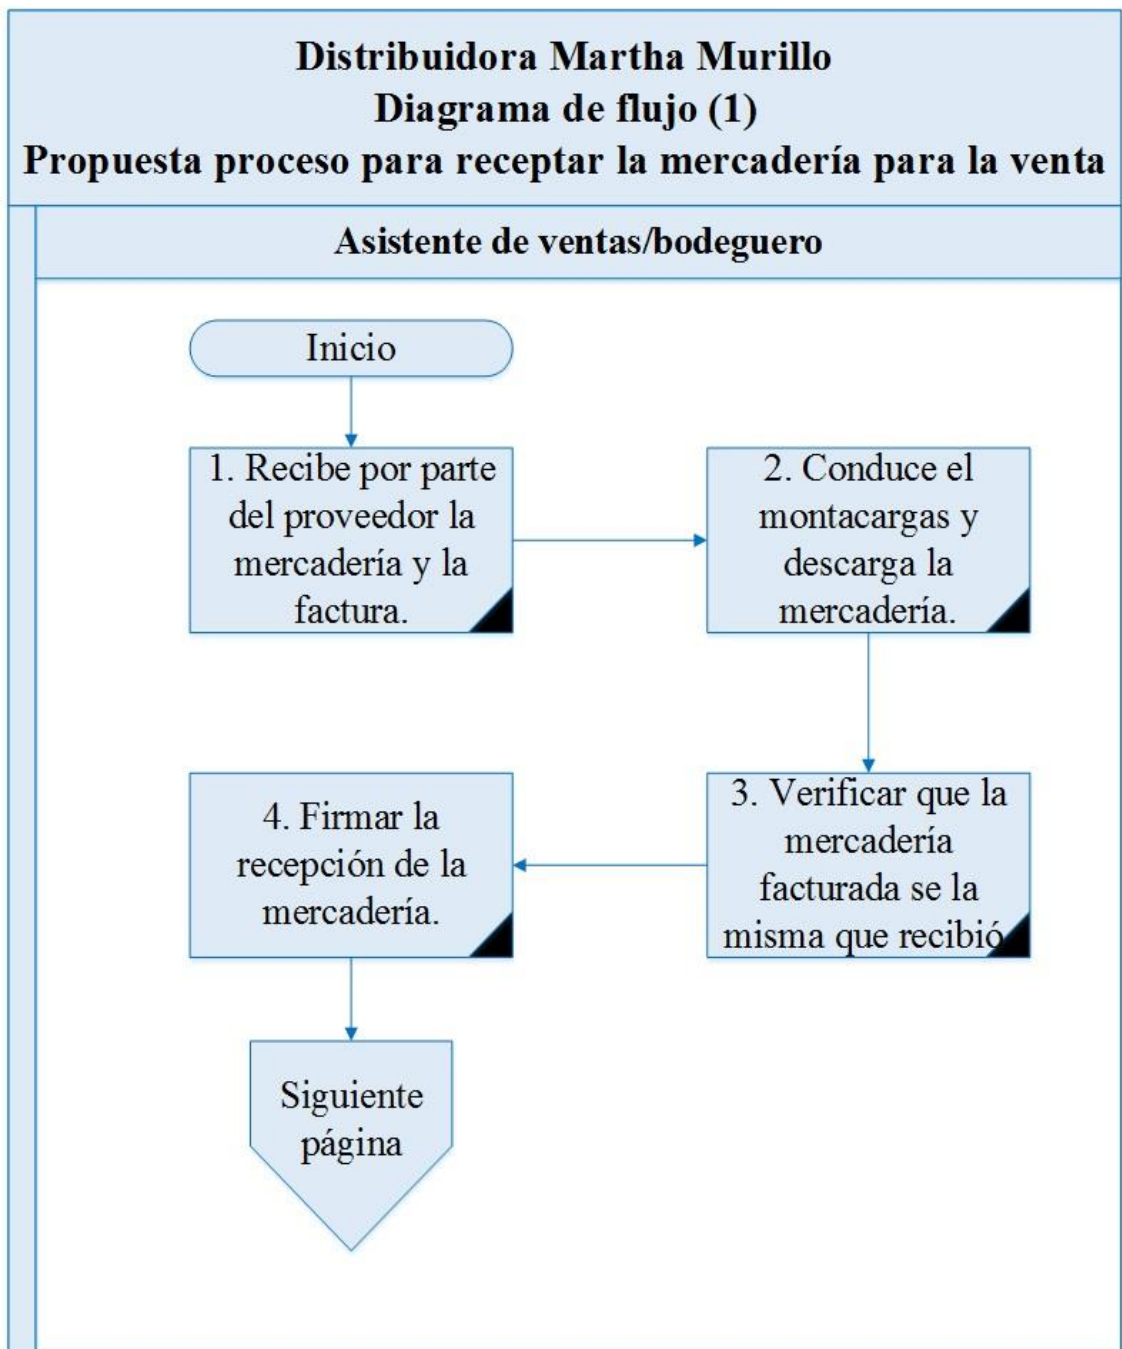 Distribuidora Martha Murillo
Diagrama de flujo (1)
Propuesta proceso para receptar la mercadería para la venta
Asistente de ventas/bodeguero
Inicio
1. Recibe por parte
del proveedor la
mercadería y la
factura.
2. Conduce el
montacargas y
descarga la
mercadería.
3. Verificar que la
mercadería
facturada se la
misma que recibió
4. Firmar la
recepción de la
mercadería.
Siguiente
página